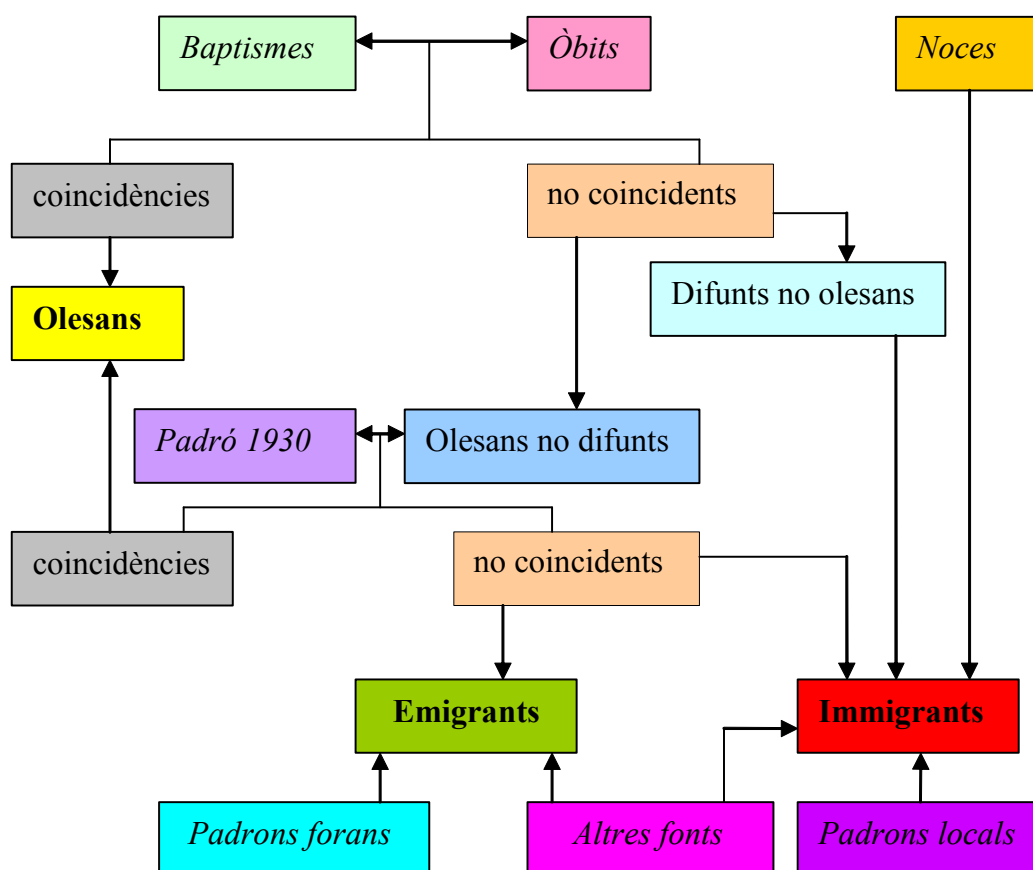 Baptismes
Òbits
Noces
coincidències
no coincidents
Difunts no olesans
Olesans
Padró 1930
Olesans no difunts
coincidències
no coincidents
Emigrants
Immigrants
Padrons forans
Altres fonts
Padrons locals